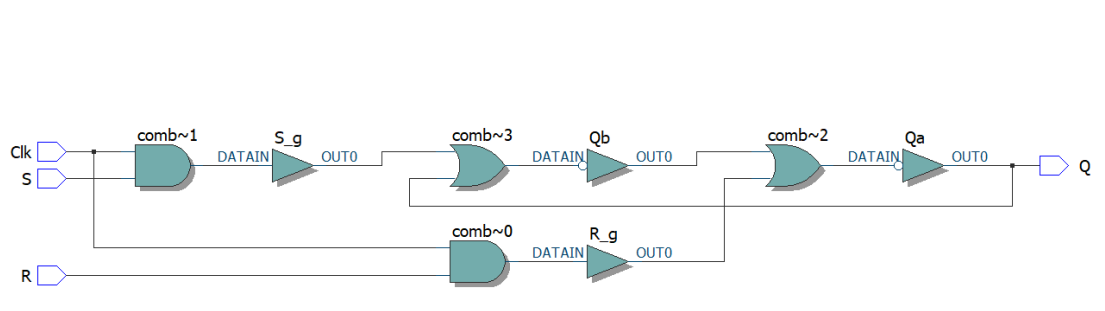 comb~1
S_g
comb~3
Qb
comb~2
Qa
Clk
DATAIN
OUT0
DATAIN
OUT0
DATAIN
OUT0
S
Q
comb~0
R_g
DATAIN
OUT0
R